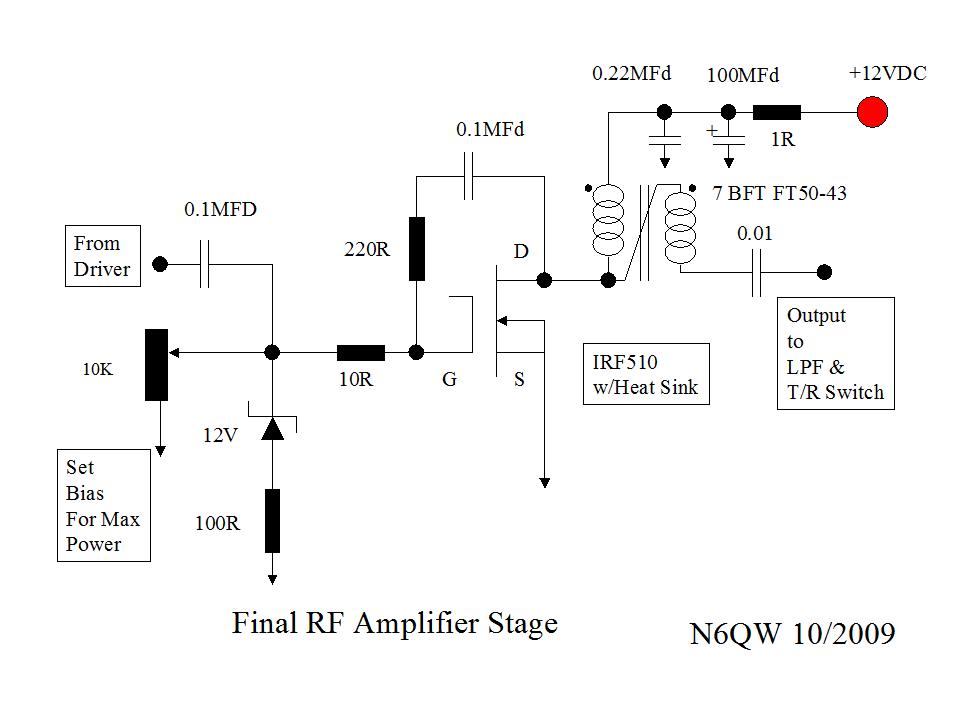 0.22MFd
100MFd
+12VDC
0.1MFd
+
1R
7 BFT FT50-43
0.1MFD
0.01
From
Driver
220R
D
Output
to
LPF &
T/R Switch
10K
10R
G
S
IRF510
w/Heat Sink
12V
Set
Bias
For Max
Power
100R
Final RF Amplifier Stage
N6QW 10/2009